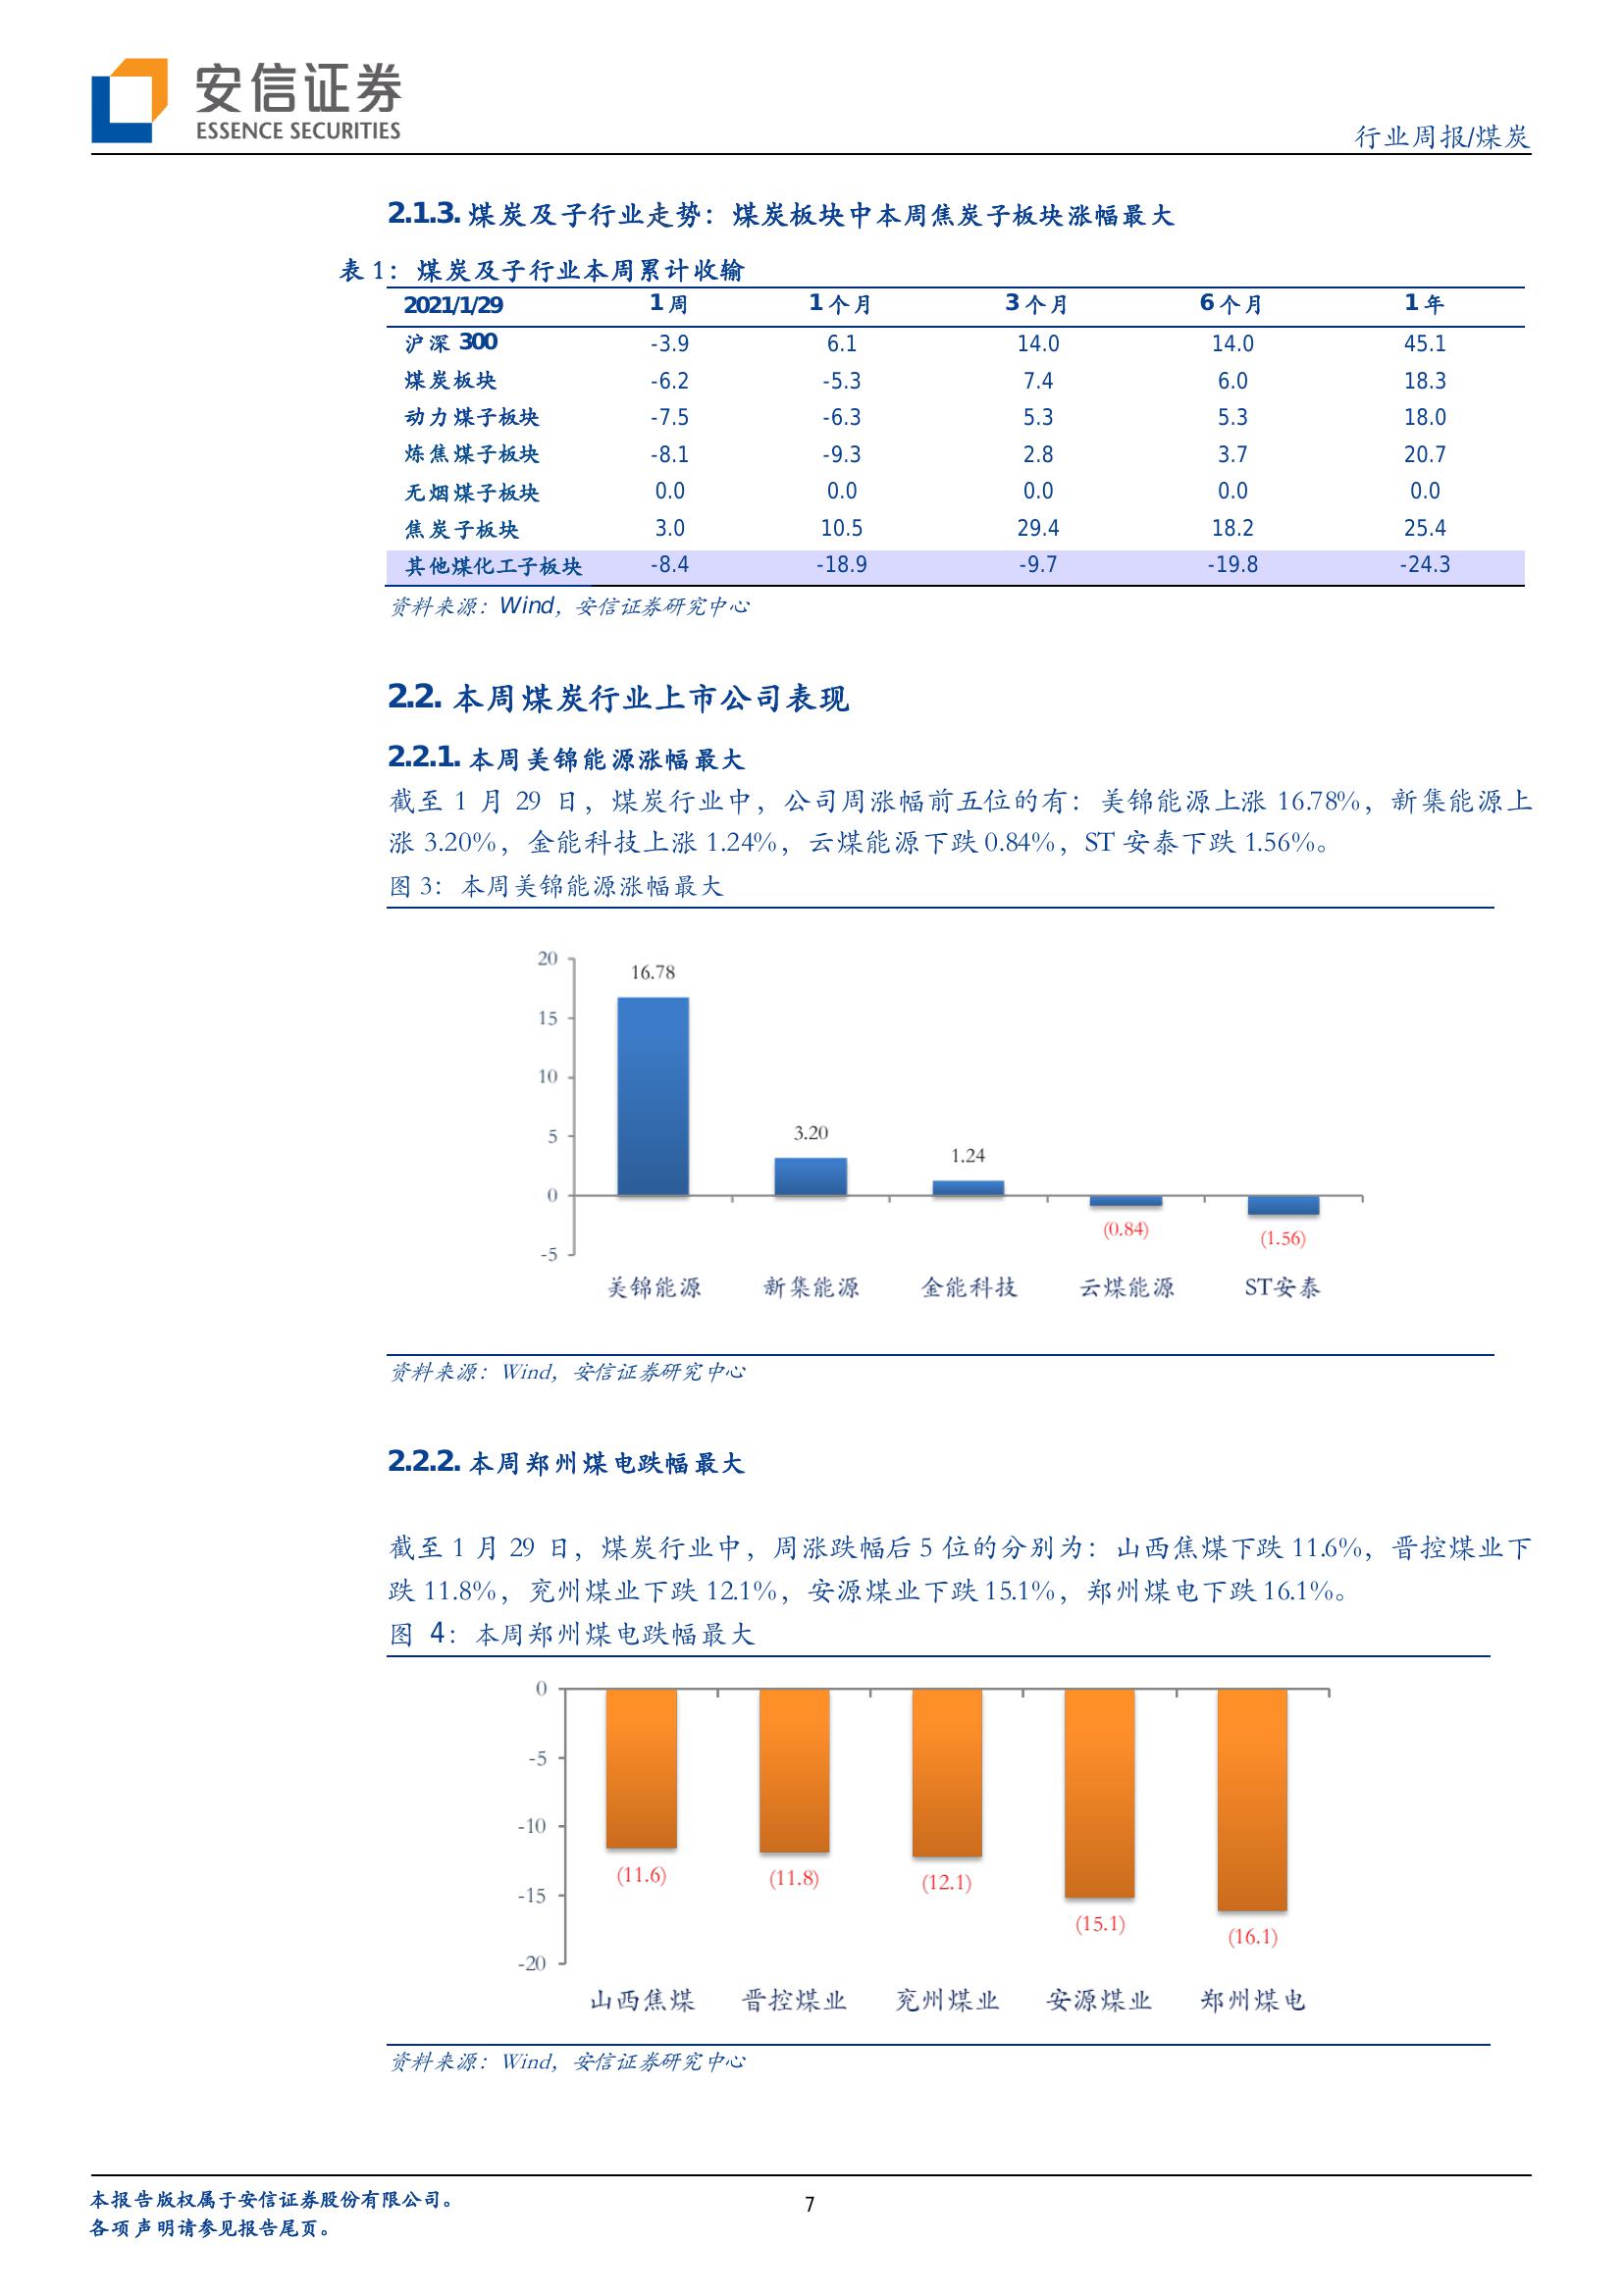 安信证券
ESSENCE SECURITIES
行业周报/煤炭
2.1.3. 煤炭及子行业走势：煤炭板块中本周焦炭子板块涨幅最大
表 1：煤炭及子行业本周累计收输
2021/1/29 1 周 1 个月 3 个月 6 个月 1 年
沪深 300 -3.9 6.1 14.0 14.0 45.1
煤炭板块 -6.2 -5.3 7.4 6.0 18.3
动力煤子板块 -7.5 -6.3 5.3 5.3 18.0
炼焦煤子板块 -8.1 -9.3 2.8 3.7 20.7
无烟煤子板块 0.0 0.0 0.0 0.0 0.0
焦炭子板块 3.0 10.5 29.4 18.2 25.4
其他煤化工子板块 -8.4 -18.9 -9.7 -19.8 -24.3
资料来源：Wind，安信证券研究中心
2.2. 本周煤炭行业上市公司表现
2.2.1. 本周美锦能源涨幅最大
截至 1 月 29 日，煤炭行业中，公司周涨幅前五位的有：美锦能源上涨 16.78%，新集能源上
涨 3.20%，金能科技上涨 1.24%，云煤能源下跌 0.84%，ST 安泰下跌 1.56%。
图 3：本周美锦能源涨幅最大
20
16.78
15
10
5
3.20
1.24
0
(0.84)
(1.56)
-5
美锦能源 新集能源 金能科技 云煤能源 ST安泰
资料来源：Wind，安信证券研究中心
2.2.2. 本周郑州煤电跌幅最大
截至 1 月 29 日，煤炭行业中，周涨跌幅后 5 位的分别为：山西焦煤下跌 11.6%，晋控煤业下
跌 11.8%，兖州煤业下跌 12.1%，安源煤业下跌 15.1%，郑州煤电下跌 16.1%。
图 4：本周郑州煤电跌幅最大
0
-5
-10
(11.6) (11.8) (12.1)
-15
(15.1) (16.1)
-20
山西焦煤 晋控煤业 兖州煤业 安源煤业 郑州煤电
资料来源：Wind，安信证券研究中心
本报告版权属于安信证券股份有限公司。
7
各项声明请参见报告尾页。